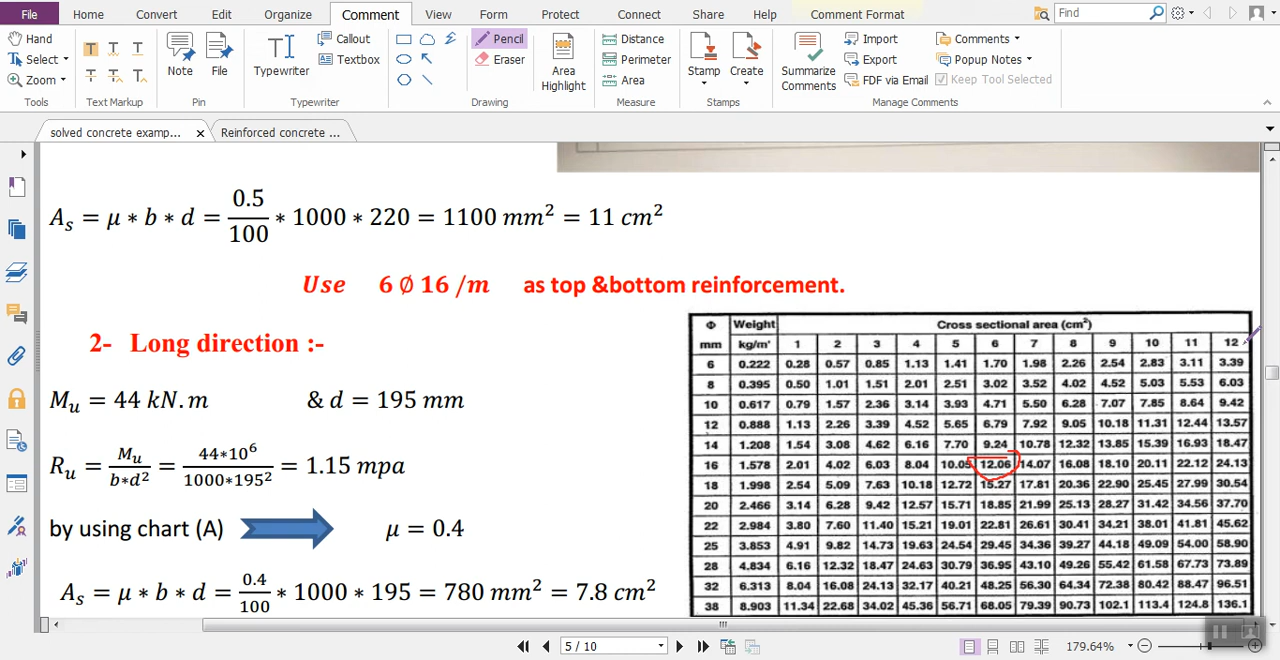 File Home Convert Edit Organize Comment View Form Protect Connect Share Help Comment Format Find
Hand
Select
Zoom
Tools
T T T
T T T
Text Markup
Note File
Pin
Typewriter
Callout
Textbox
Typewriter
Pencil
Eraser
Drawing
Area Highlight
Distance
Perimeter
Area
Measure
Stamp Create
Stamps
Summarize Comments
Import
Export
FDF via Email
Comments
Popup Notes
Keep Tool Selected
Manage Comments
solved concrete examp... × Reinforced concrete ...
A_s = μ * b * d = 0.5/100 * 1000 * 220 = 1100 mm² = 11 cm²
Use 6 ∅ 16 /m as top &bottom reinforcement.
2- Long direction :-
M_u = 44 kN.m & d = 195 mm
R_u = M_u/b*d² = 44*10⁶/1000*195² = 1.15 mpa
by using chart (A) μ = 0.4
A_s = μ * b * d = 0.4/100 * 1000 * 195 = 780 mm² = 7.8 cm²
Φ Weight Cross sectional area (cm²)
mm kg/m' 1 2 3 4 5 6 7 8 9 10 11 12
6 0.222 0.28 0.57 0.85 1.13 1.41 1.70 1.98 2.26 2.54 2.83 3.11 3.39
8 0.395 0.50 1.01 1.51 2.01 2.51 3.02 3.52 4.02 4.52 5.03 5.53 6.03
10 0.617 0.79 1.57 2.36 3.14 3.93 4.71 5.50 6.28 7.07 7.85 8.64 9.42
12 0.888 1.13 2.26 3.39 4.52 5.65 6.79 7.92 9.05 10.18 11.31 12.44 13.57
14 1.208 1.54 3.08 4.62 6.16 7.70 9.24 10.78 12.32 13.85 15.39 16.93 18.47
16 1.578 2.01 4.02 6.03 8.04 10.05 12.06 14.07 16.08 18.10 20.11 22.12 24.13
18 1.998 2.54 5.09 7.63 10.18 12.72 15.27 17.81 20.36 22.90 25.45 27.99 30.54
20 2.466 3.14 6.28 9.42 12.57 15.71 18.85 21.99 25.13 28.27 31.42 34.56 37.70
22 2.984 3.80 7.60 11.40 15.21 19.01 22.81 26.61 30.41 34.21 38.01 41.81 45.62
25 3.853 4.91 9.82 14.73 19.63 24.54 29.45 34.36 39.27 44.18 49.09 54.00 58.90
28 4.834 6.16 12.32 18.47 24.63 30.79 36.95 43.10 49.26 55.42 61.58 67.73 73.89
32 6.313 8.04 16.08 24.13 32.17 40.21 48.25 56.30 64.34 72.38 80.42 88.47 96.51
38 8.903 11.34 22.68 34.02 45.36 56.71 68.05 79.39 90.73 102.1 113.4 124.8 136.1
5 / 10 179.64%